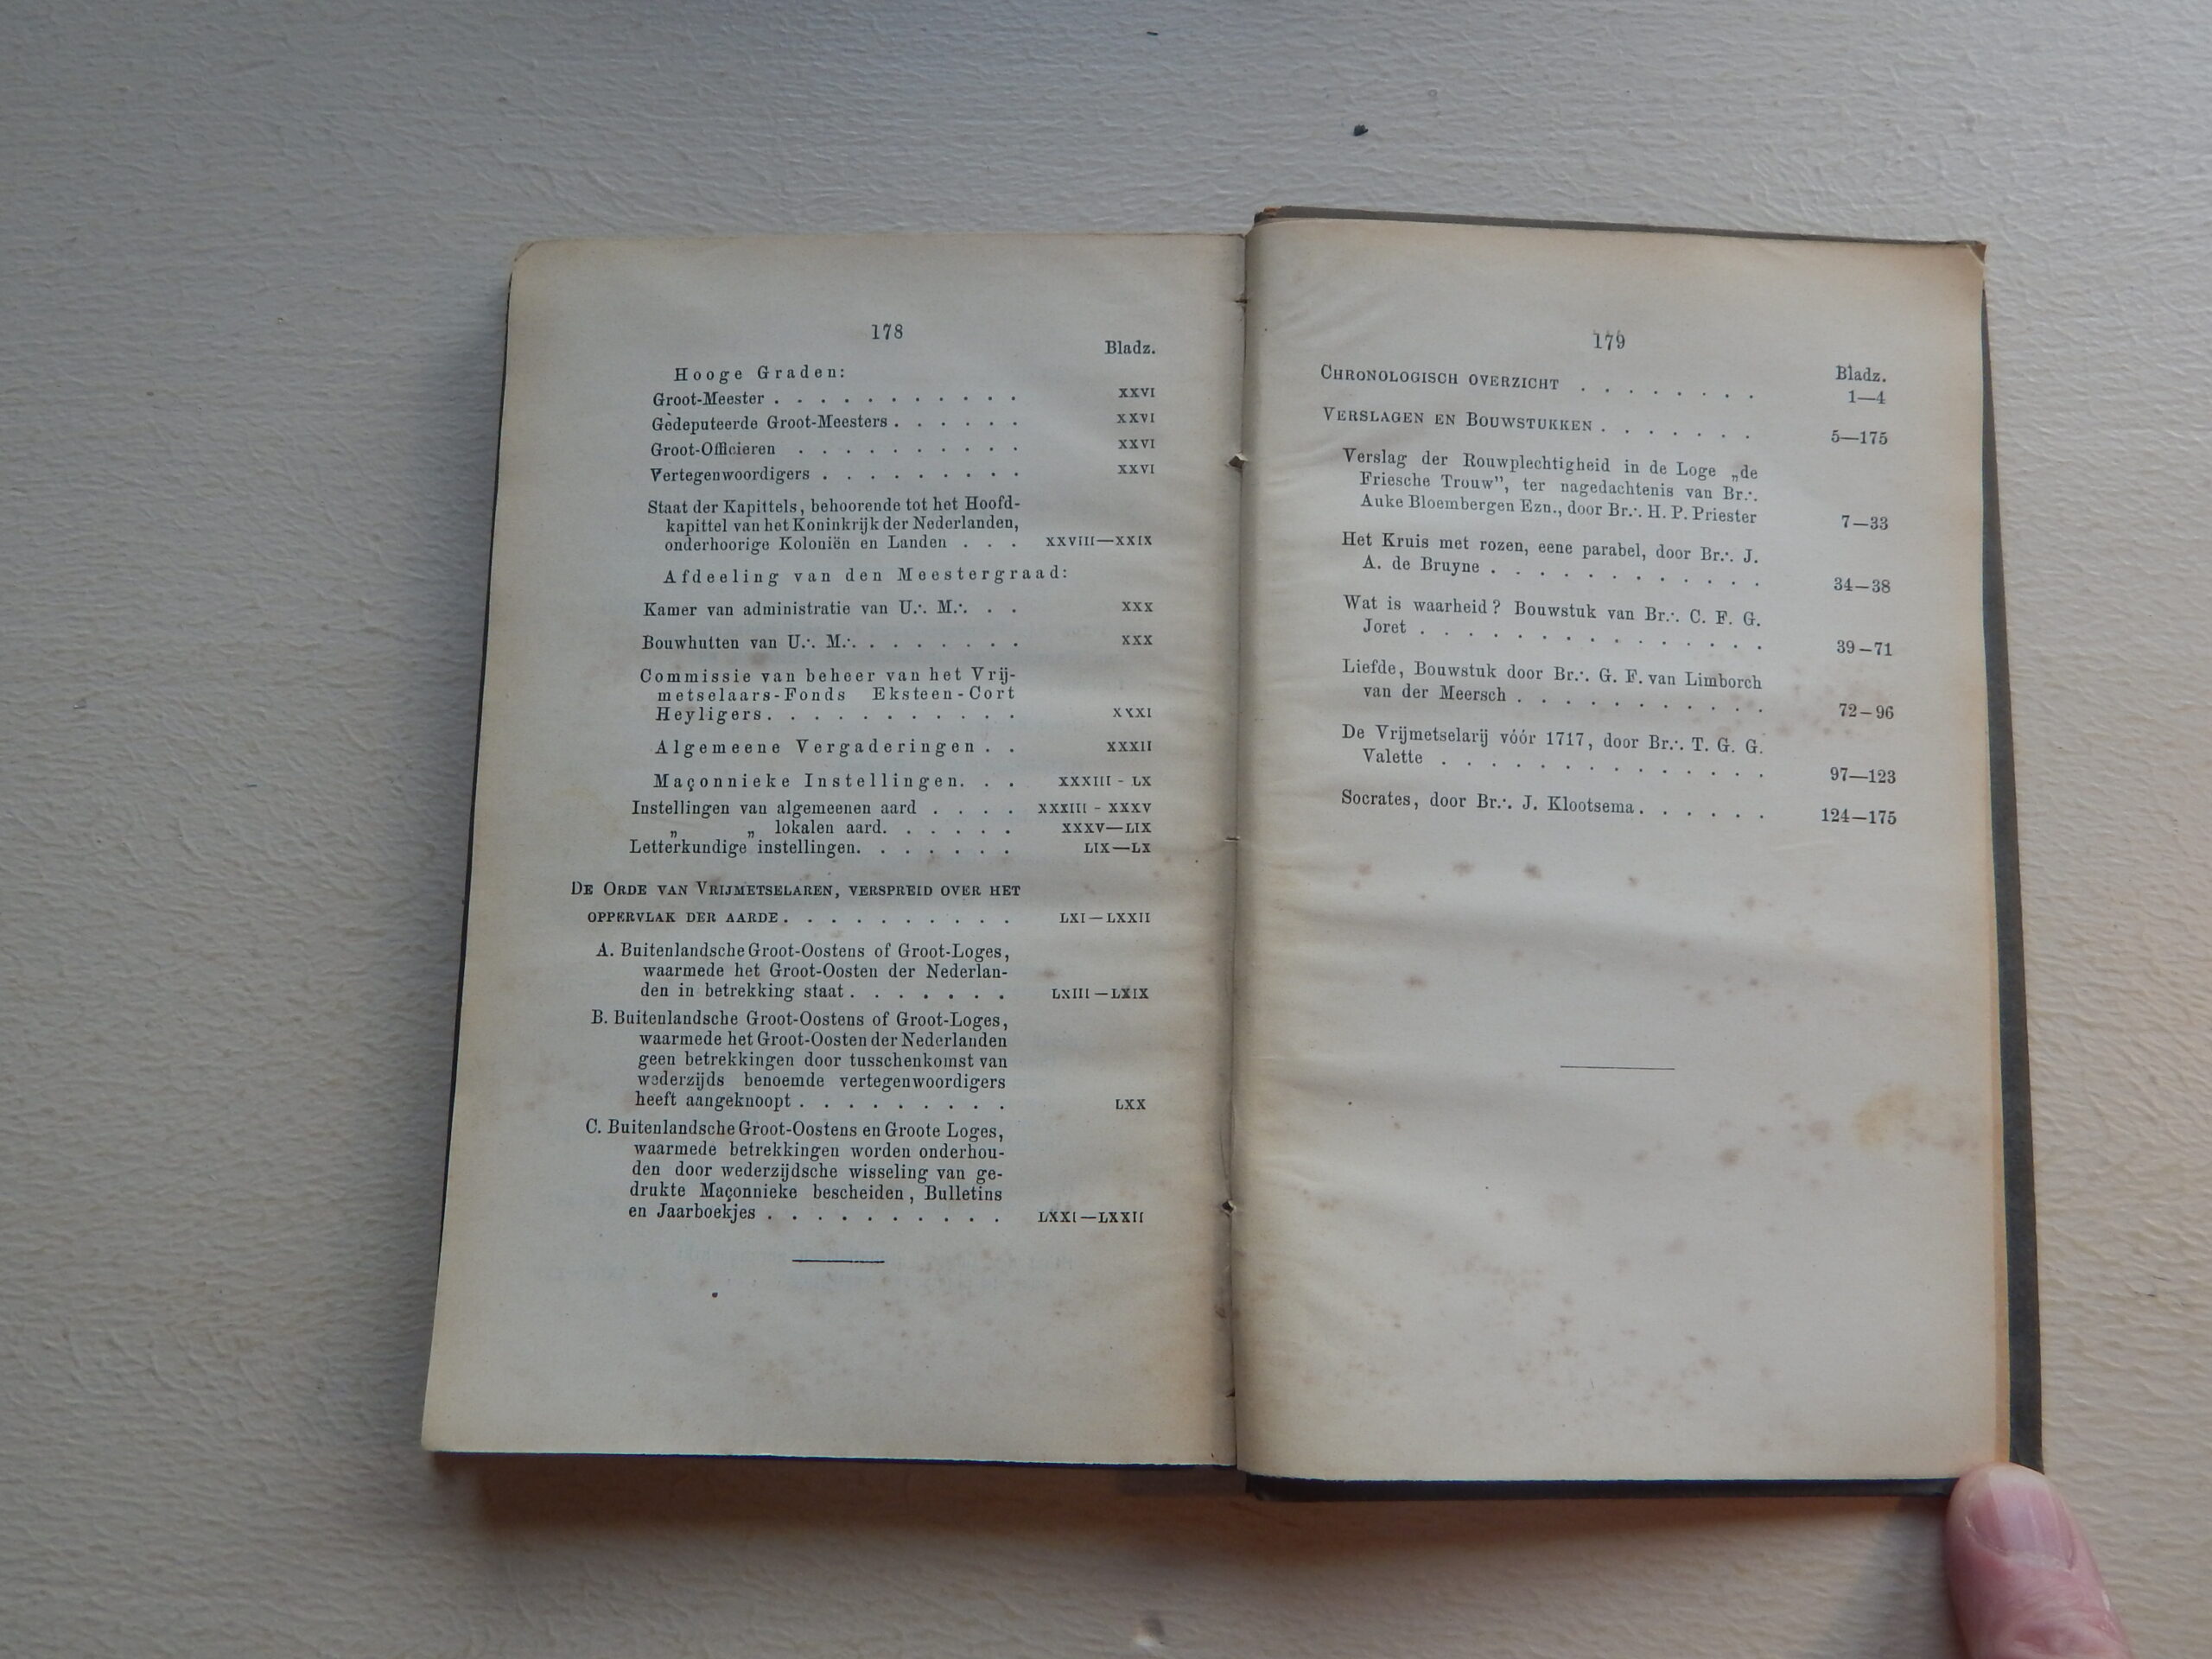 178
Bladz.
Hooge Graden:
Groot-Meester . . . . . . . . . . . XXVI
Gedeputeerde Groot-Meesters . . . . . . XXVI
Groot-Officieren . . . . . . . . . . XXVI
Vertegenwoordigers . . . . . . . . . XXVI
Staat der Kapittels, behoorende tot het Hoofd-
kapittel van het Koninkrijk der Nederlanden,
onderhoorige Koloniën en Landen . . . XXVIII—XXIX
Afdeeling van den Meestergraad:
Kamer van administratie van U∴ M∴ . . XXX
Bouwhutten van U∴ M∴ . . . . . . . XXX
Commissie van beheer van het Vrij-
metselaars-Fonds Eksteen-Cort
Heyligers . . . . . . . . . . . XXXI
Algemeene Vergaderingen . . XXXII
Maçonnieke Instellingen. . . XXXIII - LX
Instellingen van algemeenen aard . . . . XXXIII - XXXV
„ „ lokalen aard. . . . . . XXXV—LIX
Letterkundige instellingen. . . . . . . LIX—LX
DE ORDE VAN VRIJMETSELAREN, VERSPREID OVER HET
OPPERVLAK DER AARDE . . . . . . . . . . LXI—LXXII
A. Buitenlandsche Groot-Oostens of Groot-Loges,
waarmede het Groot-Oosten der Nederlan-
den in betrekking staat . . . . . . . LXIII—LXIX
B. Buitenlandsche Groot-Oostens of Groot-Loges,
waarmede het Groot-Oosten der Nederlanden
geen betrekkingen door tusschenkomst van
wederzijds benoemde vertegenwoordigers
heeft aangeknoopt . . . . . . . . . LXX
C. Buitenlandsche Groot-Oostens en Groote Loges,
waarmede betrekkingen worden onderhou-
den door wederzijdsche wisseling van ge-
drukte Maçonnieke bescheiden, Bulletins
en Jaarboekjes . . . . . . . . . . LXXI—LXXII
179
Bladz.
CHRONOLOGISCH OVERZICHT . . . . . . . 1—4
VERSLAGEN EN BOUWSTUKKEN . . . . . . . 5—175
Verslag der Rouwplechtigheid in de Loge „de
Friesche Trouw”, ter nagedachtenis van Br∴
Auke Bloembergen Ezn., door Br∴ H. P. Priester 7—33
Het Kruis met rozen, eene parabel, door Br∴ J.
A. de Bruyne . . . . . . . . . . . . 34—38
Wat is waarheid? Bouwstuk van Br∴ C. F. G.
Joret . . . . . . . . . . . . . . . 39—71
Liefde, Bouwstuk door Br∴ G. F. van Limborch
van der Meersch . . . . . . . . . . . 72—96
De Vrijmetselarij vóór 1717, door Br∴ T. G. G.
Valette . . . . . . . . . . . . . . 97—123
Socrates, door Br∴ J. Klootsema . . . . . . 124—175